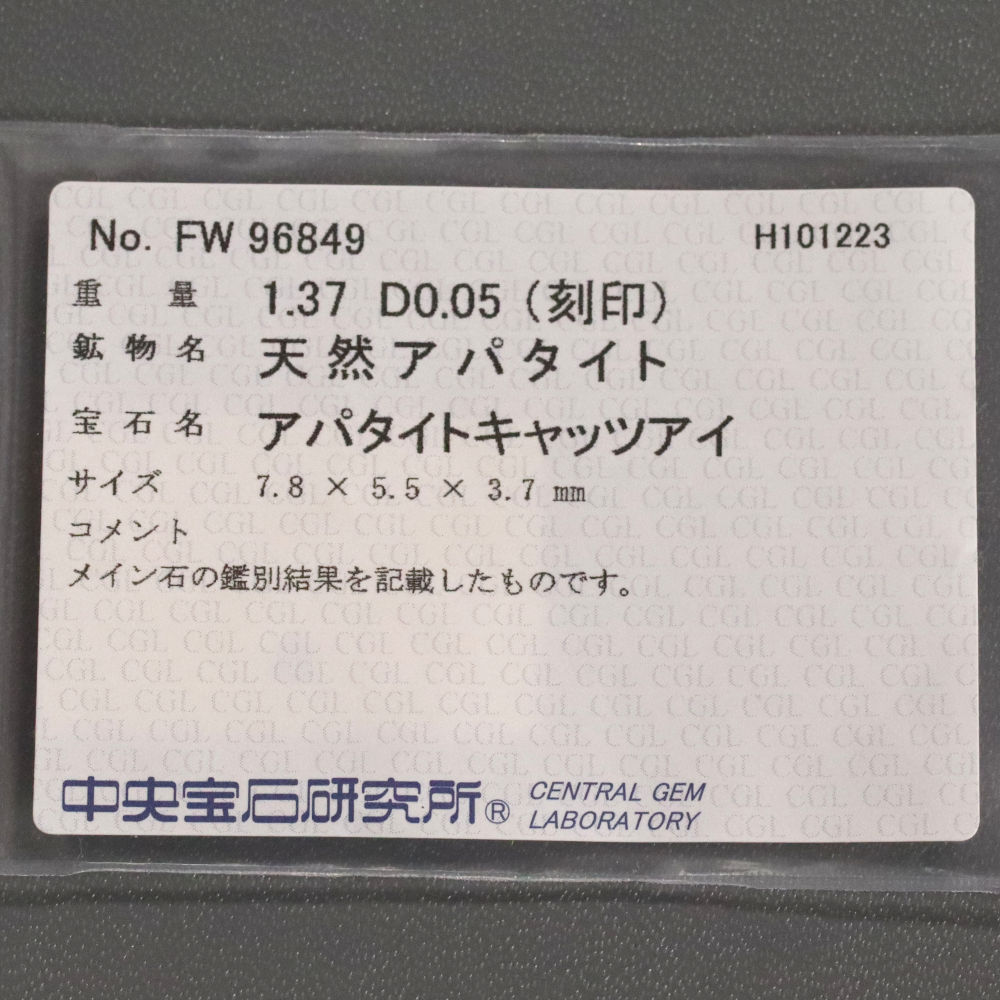 No. FW 96849 H101223
重量 1.37 D0.05 (刻印)
鉱物名 天然アパタイト
宝石名 アパタイトキャッツアイ
サイズ 7.8 × 5.5 × 3.7 mm
コメント
メイン石の鑑別結果を記載したものです。
中央宝石研究所® CENTRAL GEM
LABORATORY